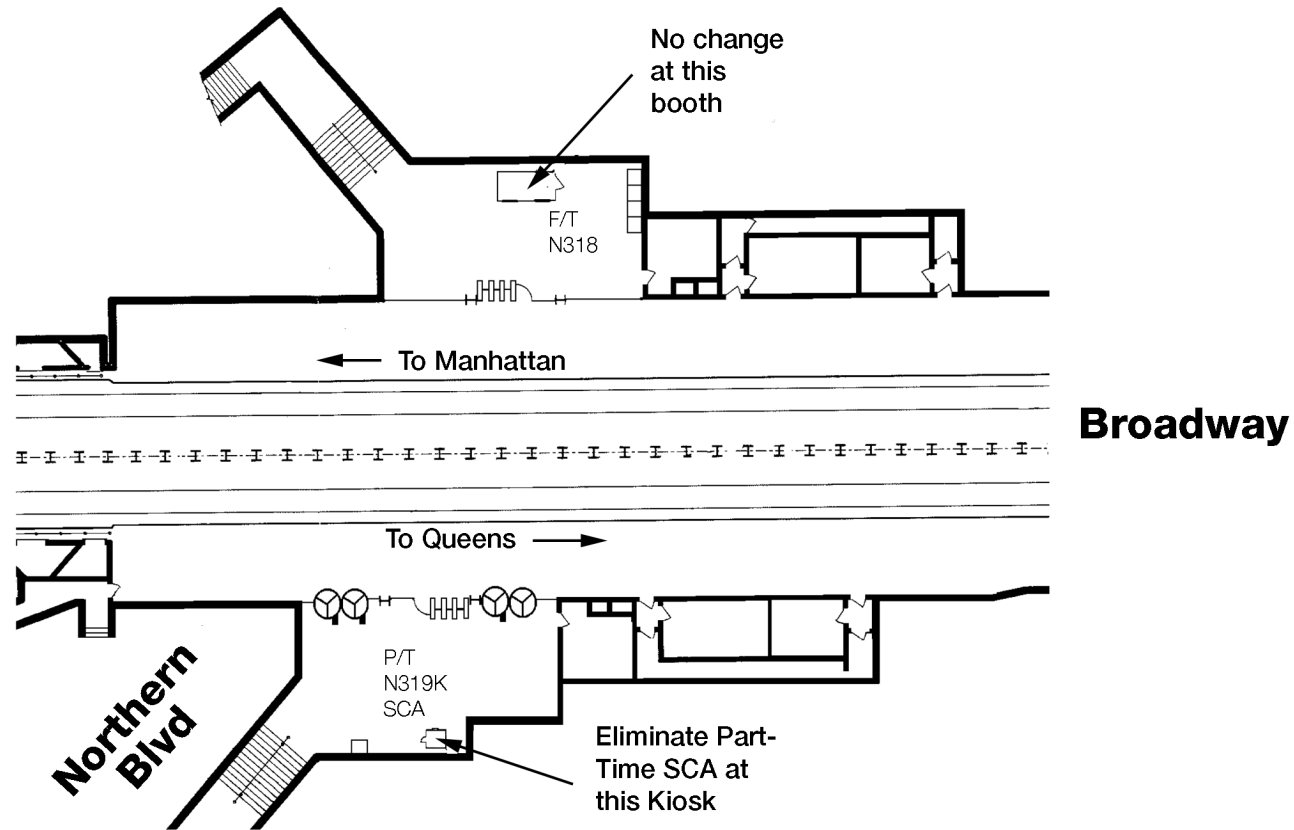 No change
at this
booth
F/T
N318
To Manhattan
Broadway
To Queens
P/T
N319K
SCA
Northern
Blvd
Eliminate Part-
Time SCA at
this Kiosk